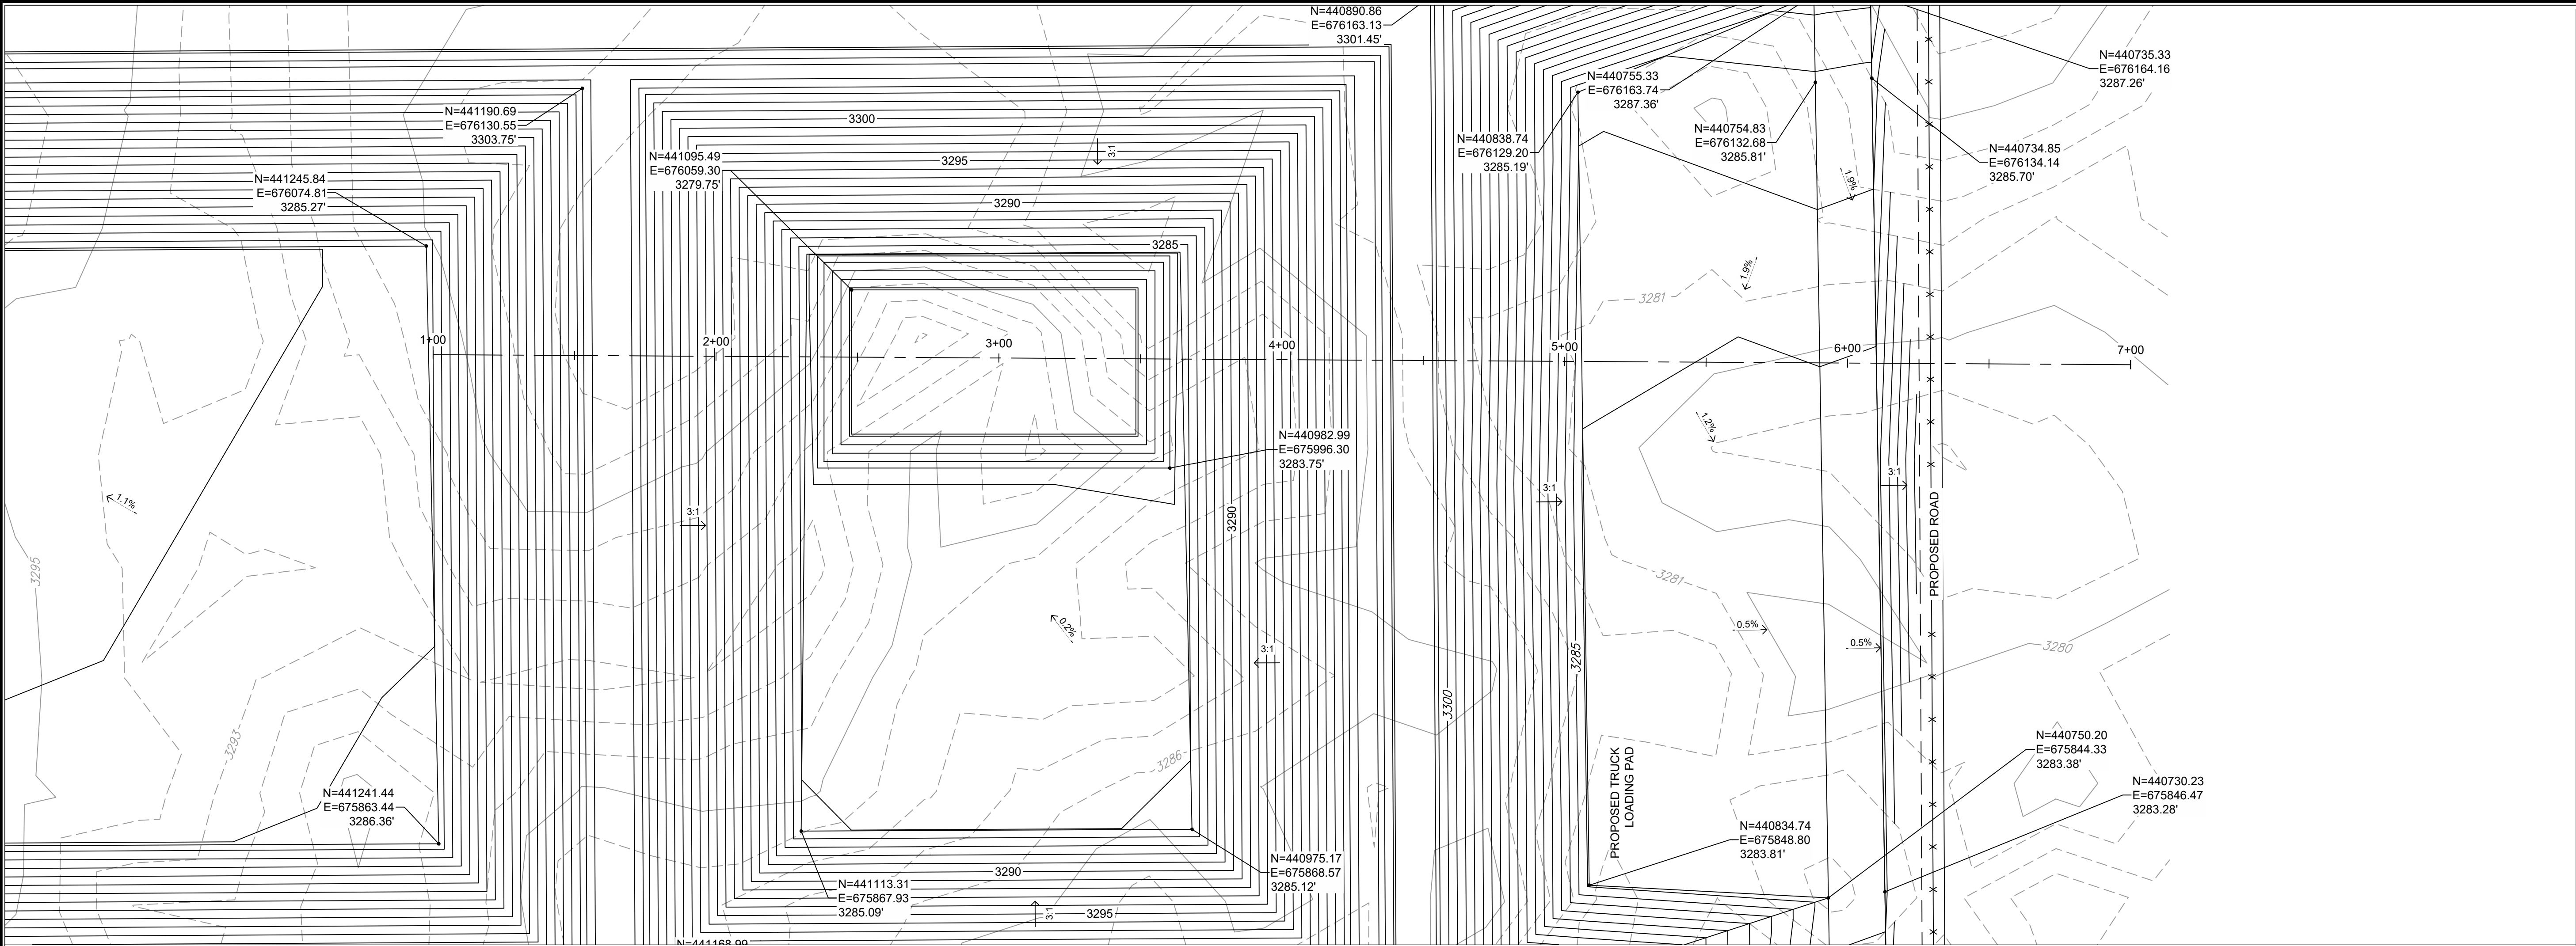 N=440890.86
E=676163.13
3301.45'
N=440735.33
E=676164.16
3287.26'
N=440755.33
E=676163.74
3287.36'
N=441190.69
E=676130.55
3303.75'
3300
N=440754.83
E=676132.68
3285.81'
N=440838.74
E=676129.20
3285.19'
N=440734.85
E=676134.14
3285.70'
3:1
N=441095.49
E=676059.30
3279.75'
3295
N=441245.84
E=676074.81
3285.27'
1.9%
3290
3285
1.9%
3281
1+00
2+00
3+00
4+00
5+00
6+00
7+00
1.2%
N=440982.99
E=675996.30
3283.75'
3:1
3:1
1.1%
3:1
3290
PROPOSED ROAD
3295
3281
0.2%
0.5%
0.5%
3:1
3280
3285
3300
3293
3286
N=440750.20
E=675844.33
3283.38'
PROPOSED TRUCK
LOADING PAD
N=440730.23
E=675846.47
3283.28'
N=441241.44
E=675863.44
3286.36'
N=440834.74
E=675848.80
3283.81'
N=440975.17
E=675868.57
3285.12'
3290
N=441113.31
E=675867.93
3285.09'
3:1
3295
N=441168.99